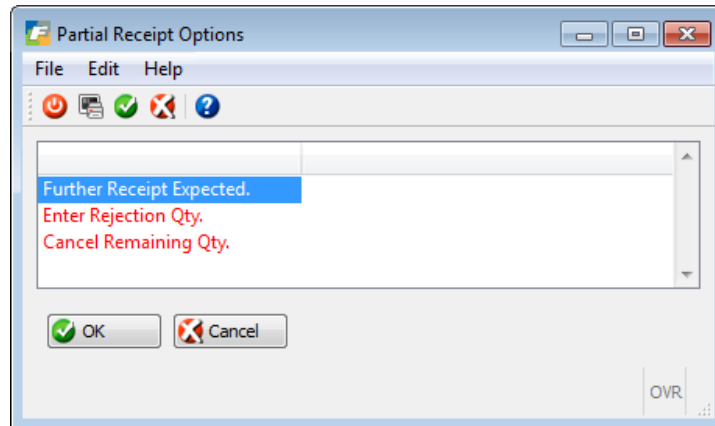 Partial Receipt Options
File Edit Help
Further Receipt Expected.
Enter Rejection Qty.
Cancel Remaining Qty.
OK Cancel
OVR